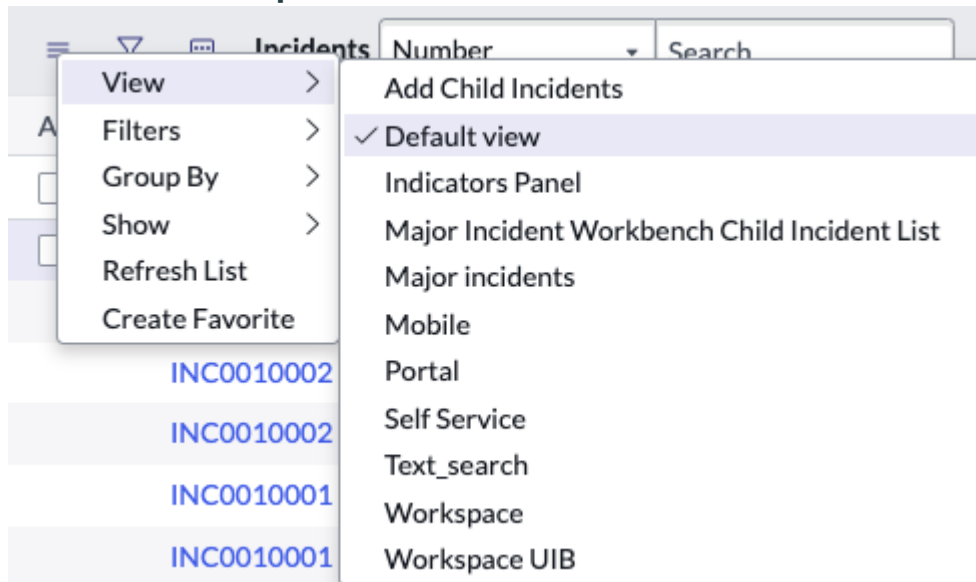 Incidents Number Search
View
Filters
Group By
Show
Refresh List
Create Favorite
Add Child Incidents
Default view
Indicators Panel
Major Incident Workbench Child Incident List
Major incidents
Mobile
Portal
Self Service
Text_search
Workspace
Workspace UIB
A
INC0010002
INC0010002
INC0010001
INC0010001